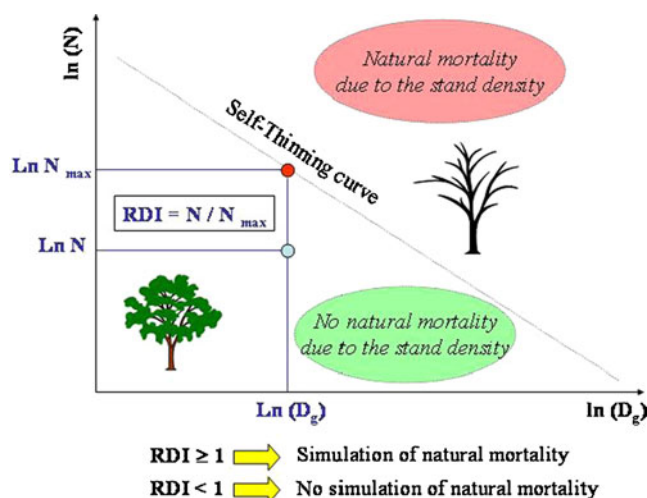 ln (N)
Natural mortality
due to the stand density
Self-Thinning curve
Ln N max
RDI = N / N max
Ln N
No natural mortality
due to the stand density
Ln (Dg)
ln (Dg)
RDI ≥ 1 Simulation of natural mortality
RDI < 1 No simulation of natural mortality